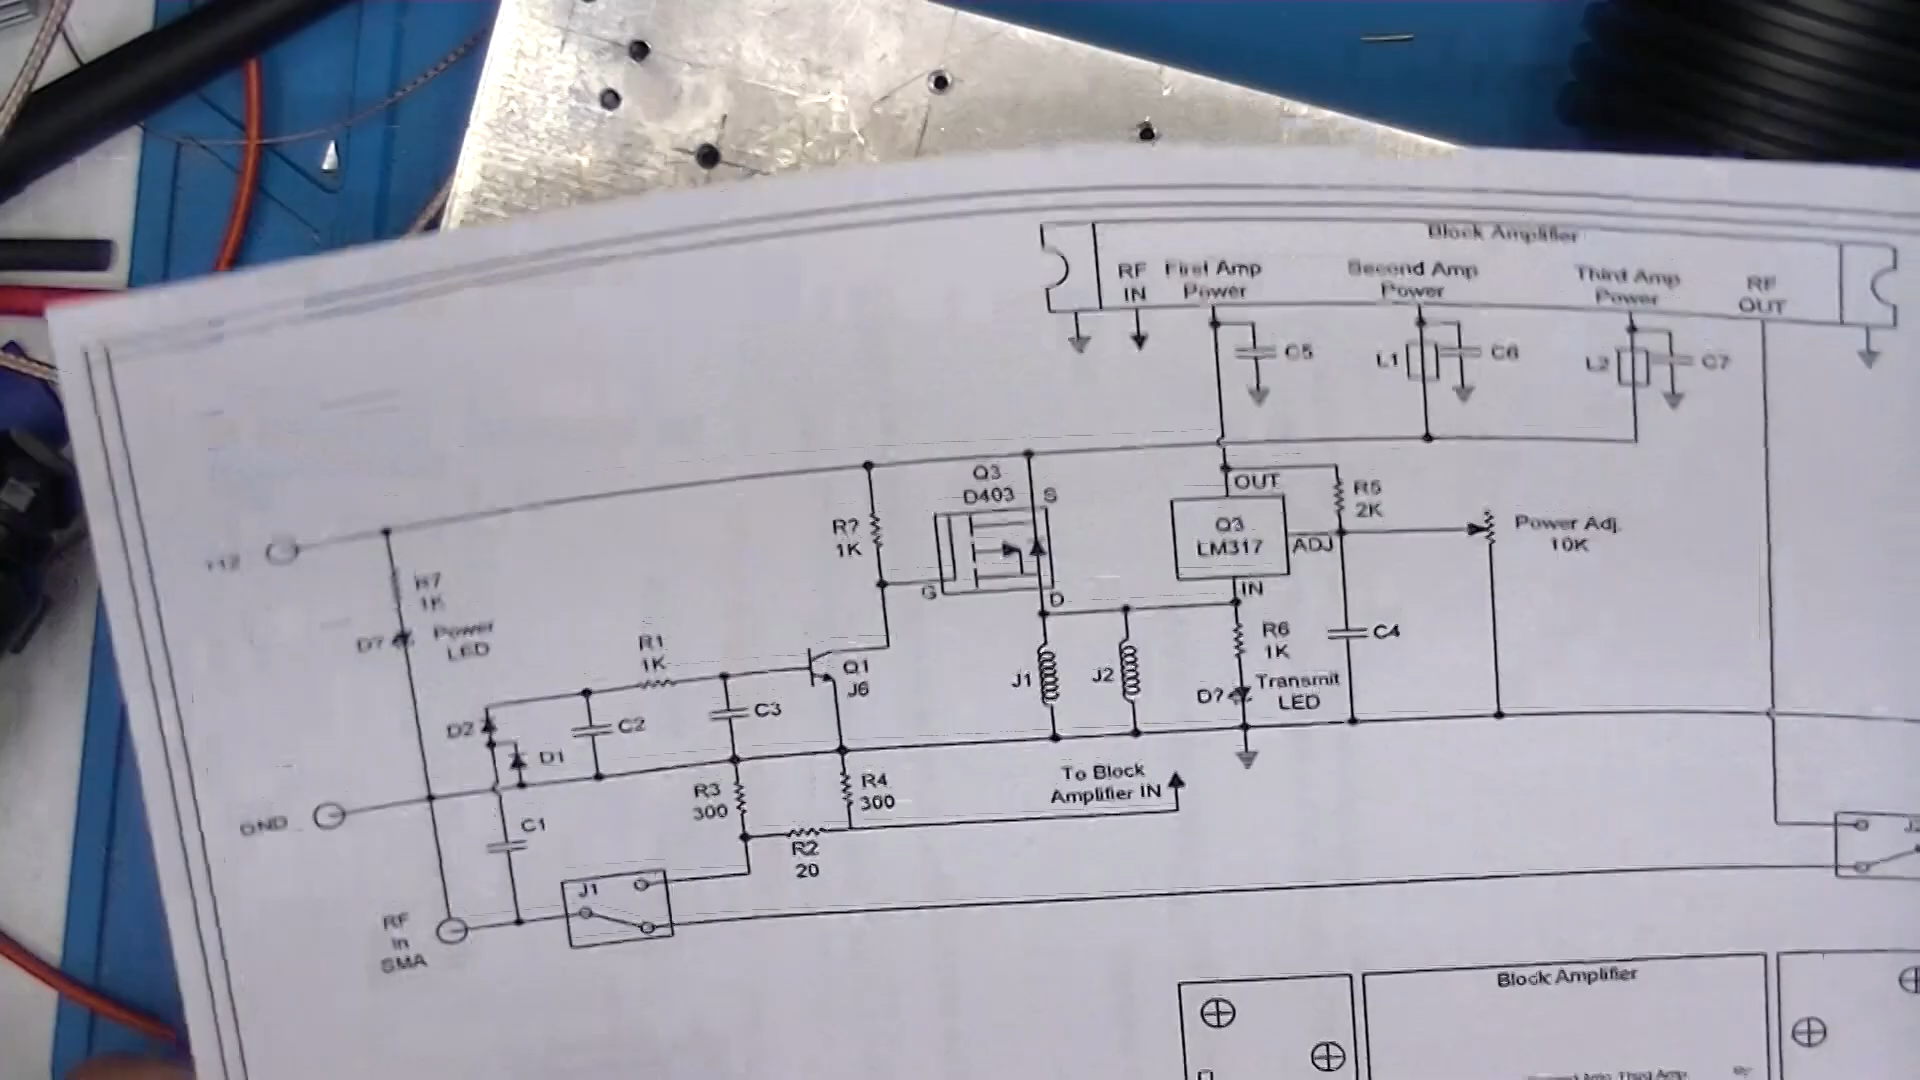 Block Amplifier
RF
IN
First Amp
Power
Second Amp
Power
Third Amp
Power
RF
OUT
C5
L1
C6
L2
C7
Q3
D403
S
OUT
R5
2K
R?
1K
Q3
LM317
ADJ
Power Adj.
10K
+12
G
D
IN
R7
1K
D?
Power
LED
R1
1K
Q1
J6
J1
J2
R6
1K
C4
D?
Transmit
LED
D2
C2
C3
D1
R3
300
R4
300
To Block
Amplifier IN
GND
C1
R2
20
J1
RF
in
SMA
Block Amplifier
Third Amp